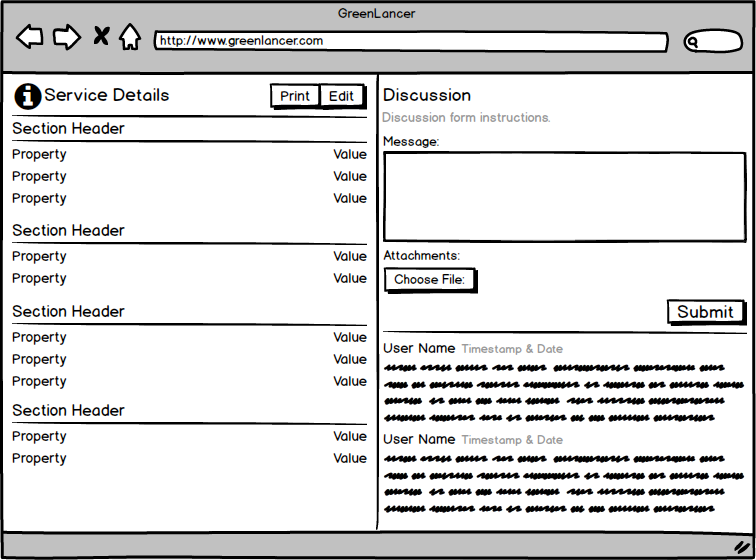 GreenLancer
http://www.greenlancer.com
Service Details
Print
Edit
Section Header
Property Value
Property Value
Property Value
Section Header
Property Value
Property Value
Section Header
Property Value
Property Value
Property Value
Section Header
Property Value
Property Value
Discussion
Discussion form instructions.
Message:
Attachments:
Choose File:
Submit
User Name Timestamp & Date
User Name Timestamp & Date